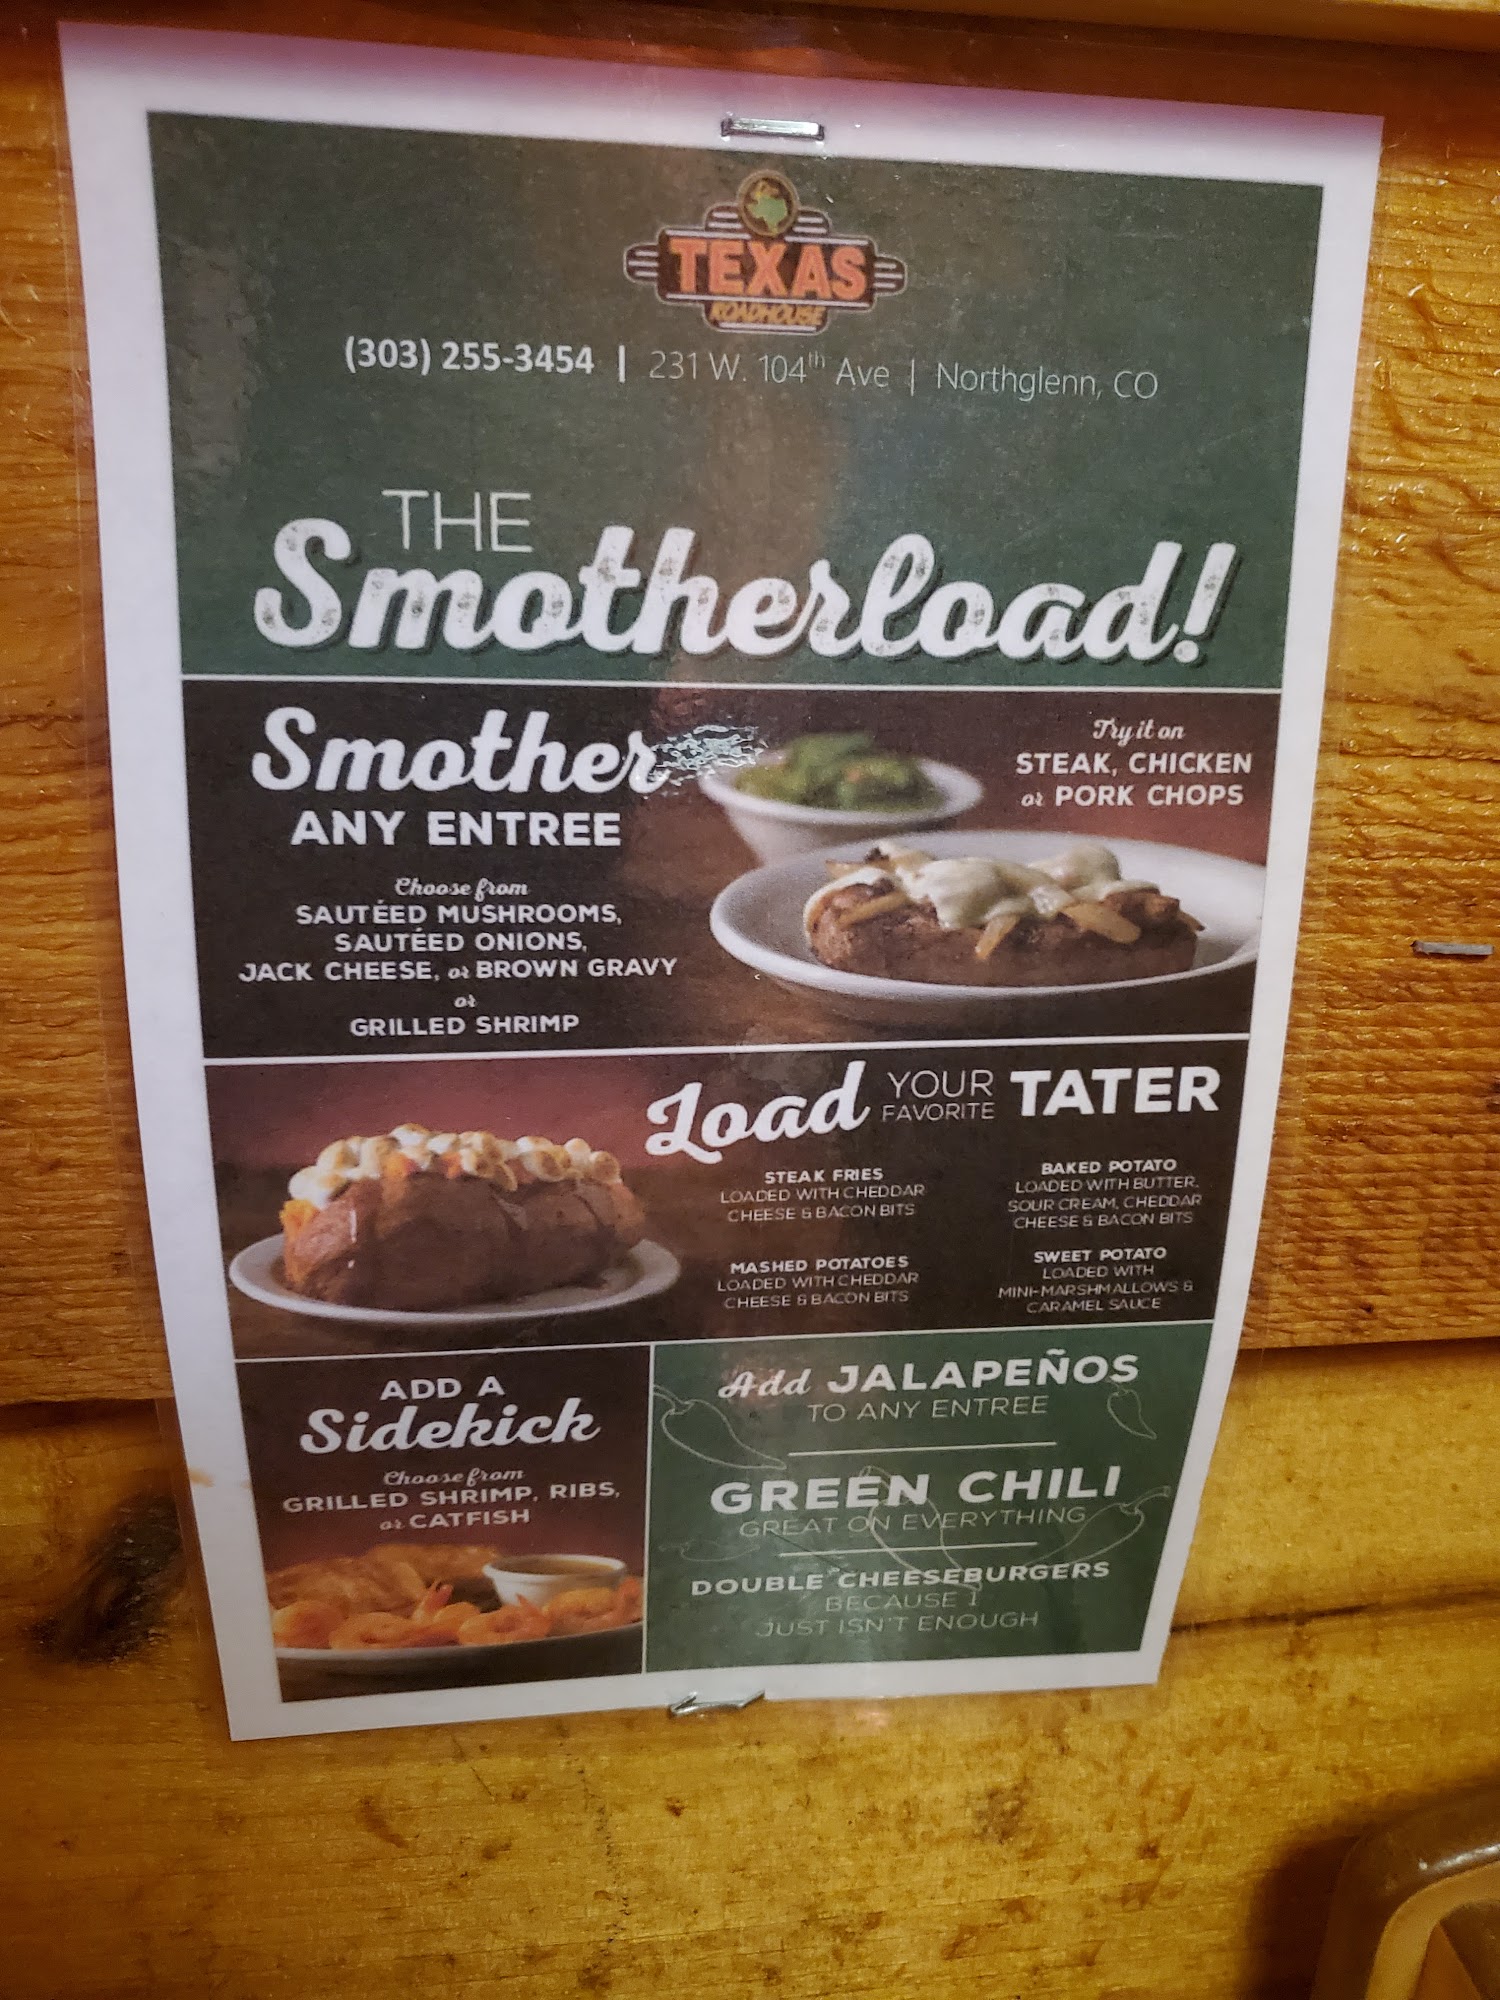 TEXAS
ROADHOUSE
(303) 255-3454 | 231 W. 104th Ave | Northglenn, CO
THE
Smotherload!
Smother
ANY ENTREE
Choose from
SAUTÉED MUSHROOMS,
SAUTÉED ONIONS,
JACK CHEESE, or BROWN GRAVY
or
GRILLED SHRIMP
Try it on
STEAK, CHICKEN
or PORK CHOPS
Load YOUR FAVORITE TATER
STEAK FRIES
LOADED WITH CHEDDAR
CHEESE & BACON BITS
MASHED POTATOES
LOADED WITH CHEDDAR
CHEESE & BACON BITS
BAKED POTATO
LOADED WITH BUTTER,
SOUR CREAM, CHEDDAR
CHEESE & BACON BITS
SWEET POTATO
LOADED WITH
MINI-MARSHMALLOWS &
CARAMEL SAUCE
ADD A
Sidekick
Choose from
GRILLED SHRIMP, RIBS,
or CATFISH
Add JALAPEÑOS
TO ANY ENTREE
GREEN CHILI
GREAT ON EVERYTHING
DOUBLE CHEESEBURGERS
BECAUSE 1
JUST ISN'T ENOUGH